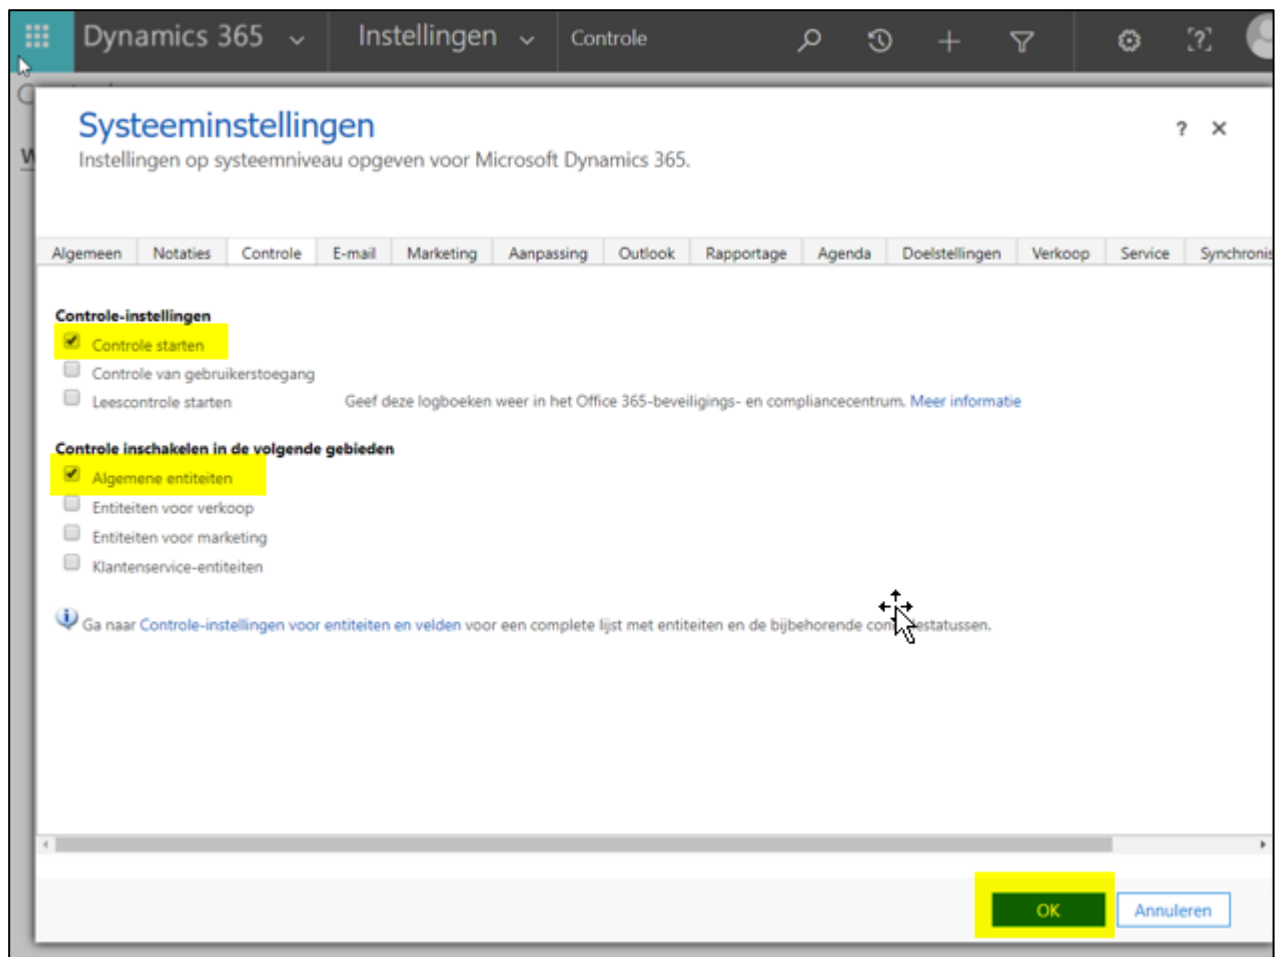 Dynamics 365 Instellingen Controle
Systeeminstellingen
Instellingen op systeemniveau opgeven voor Microsoft Dynamics 365.
Algemeen Notaties Controle E-mail Marketing Aanpassing Outlook Rapportage Agenda Doelstellingen Verkoop Service Synchronis
Controle-instellingen
Controle starten
Controle van gebruikerstoegang
Leescontrole starten Geef deze logboeken weer in het Office 365-beveiligings- en compliancecentrum. Meer informatie
Controle inschakelen in de volgende gebieden
Algemene entiteiten
Entiteiten voor verkoop
Entiteiten voor marketing
Klantenservice-entiteiten
Ga naar Controle-instellingen voor entiteiten en velden voor een complete lijst met entiteiten en de bijbehorende estatussen.
OK Annuleren